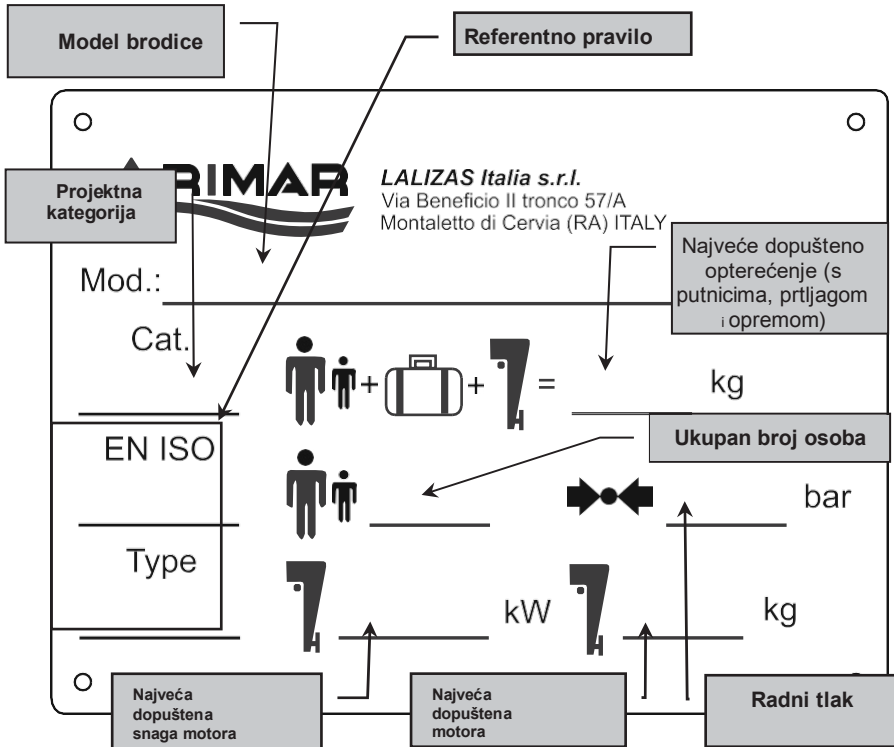 Model brodice
Referentno pravilo
Projektna
kategorija
RIMAR
LALIZAS Italia s.r.l.
Via Beneficio II tronco 57/A
Montaletto di Cervia (RA) ITALY
Najveće dopušteno
opterećenje (s
putnicima, prtljagom
i opremom)
Mod.:
Cat.
+ + = kg
EN ISO
Ukupan broj osoba
bar
Type
kW kg
Najveća
dopuštena
snaga motora
Najveća
dopuštena
motora
Radni tlak